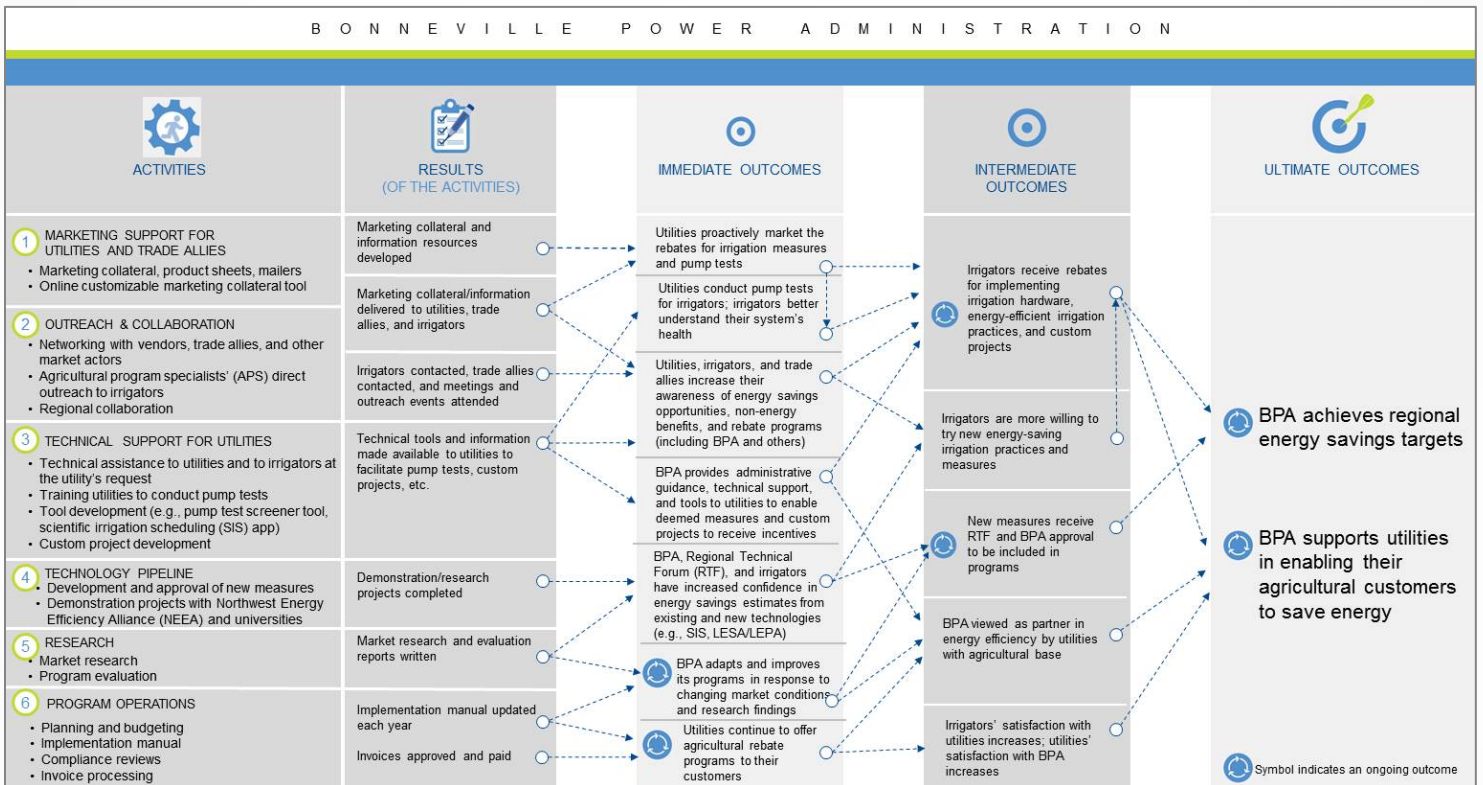 BONNEVILLE POWER ADMINISTRATION
ACTIVITIES
RESULTS
(OF THE ACTIVITIES)
IMMEDIATE OUTCOMES
INTERMEDIATE
OUTCOMES
ULTIMATE OUTCOMES
1 MARKETING SUPPORT FOR
UTILITIES AND TRADE ALLIES
• Marketing collateral, product sheets, mailers
• Online customizable marketing collateral tool
2 OUTREACH & COLLABORATION
• Networking with vendors, trade allies, and other
market actors
• Agricultural program specialists' (APS) direct
outreach to irrigators
• Regional collaboration
3 TECHNICAL SUPPORT FOR UTILITIES
• Technical assistance to utilities and to irrigators at
the utility's request
• Training utilities to conduct pump tests
• Tool development (e.g., pump test screener tool,
scientific irrigation scheduling (SIS) app)
• Custom project development
4 TECHNOLOGY PIPELINE
• Development and approval of new measures
• Demonstration projects with Northwest Energy
Efficiency Alliance (NEEA) and universities
5 RESEARCH
• Market research
• Program evaluation
6 PROGRAM OPERATIONS
• Planning and budgeting
• Implementation manual
• Compliance reviews
• Invoice processing
Marketing collateral and
information resources
developed
Marketing collateral/information
delivered to utilities, trade
allies, and irrigators
Irrigators contacted, trade allies
contacted, and meetings and
outreach events attended
Technical tools and information
made available to utilities to
facilitate pump tests, custom
projects, etc.
Demonstration/research
projects completed
Market research and evaluation
reports written
Implementation manual updated
each year
Invoices approved and paid
Utilities proactively market the
rebates for irrigation measures
and pump tests
Utilities conduct pump tests
for irrigators; irrigators better
understand their system's
health
Utilities, irrigators, and trade
allies increase their
awareness of energy savings
opportunities, non-energy
benefits, and rebate programs
(including BPA and others)
BPA provides administrative
guidance, technical support,
and tools to utilities to enable
deemed measures and custom
projects to receive incentives
BPA, Regional Technical
Forum (RTF), and irrigators
have increased confidence in
energy savings estimates from
existing and new technologies
(e.g., SIS, LESA/LEPA)
BPA adapts and improves
its programs in response to
changing market conditions
and research findings
Utilities continue to offer
agricultural rebate
programs to their
customers
Irrigators receive rebates
for implementing
irrigation hardware,
energy-efficient irrigation
practices, and custom
projects
Irrigators are more willing to
try new energy-saving
irrigation practices and
measures
New measures receive
RTF and BPA approval
to be included in
programs
BPA viewed as partner in
energy efficiency by utilities
with agricultural base
Irrigators' satisfaction with
utilities increases; utilities'
satisfaction with BPA
increases
BPA achieves regional
energy savings targets
BPA supports utilities
in enabling their
agricultural customers
to save energy
Symbol indicates an ongoing outcome